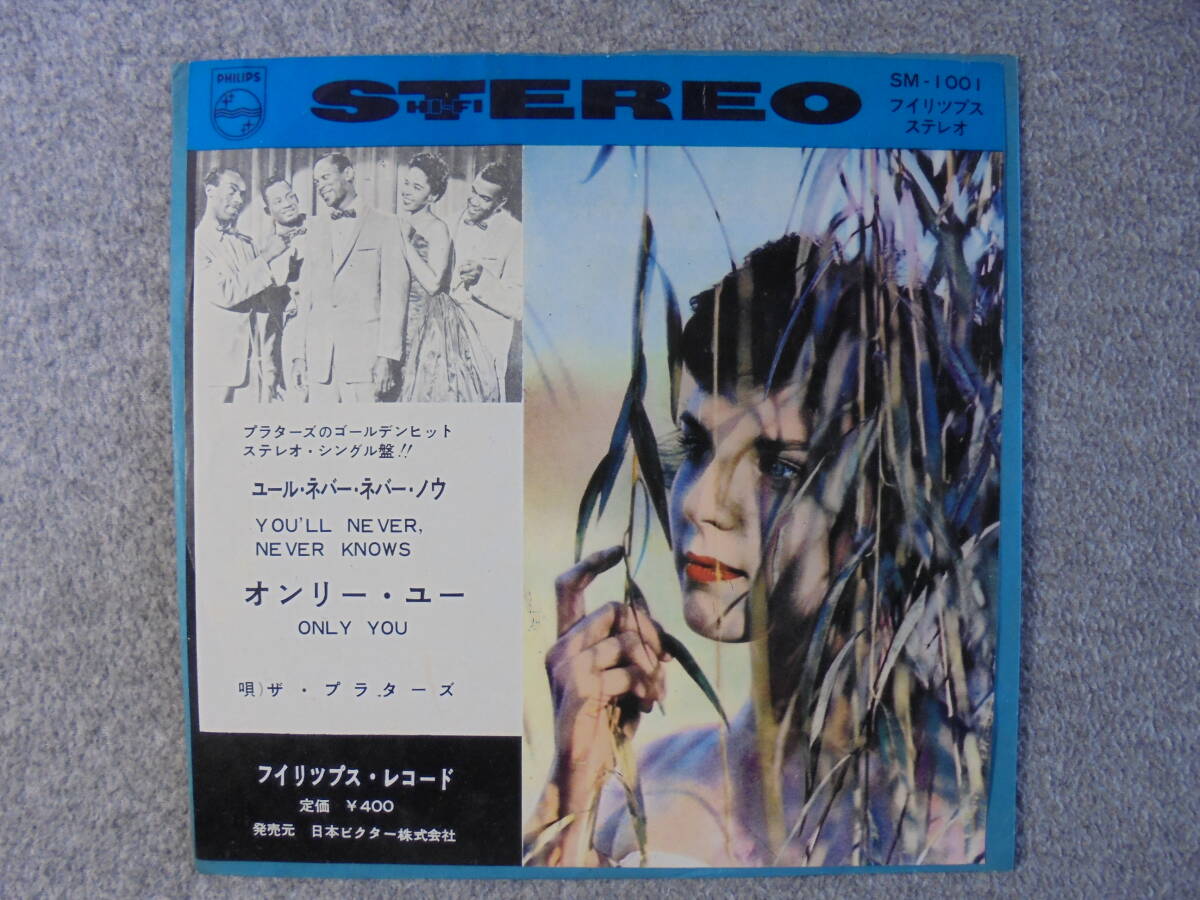 PHILIPS
STEREO
HI-FI
SM-1001
フイリツプス
ステレオ
プラターズのゴールデンヒット
ステレオ・シングル盤!!
ユール・ネバー・ネバー・ノウ
YOU'LL NEVER,
NEVER KNOWS
オンリー・ユー
ONLY YOU
唄)ザ・プラターズ
フイリツプス・レコード
定価 ￥400
発売元 日本ビクター株式会社